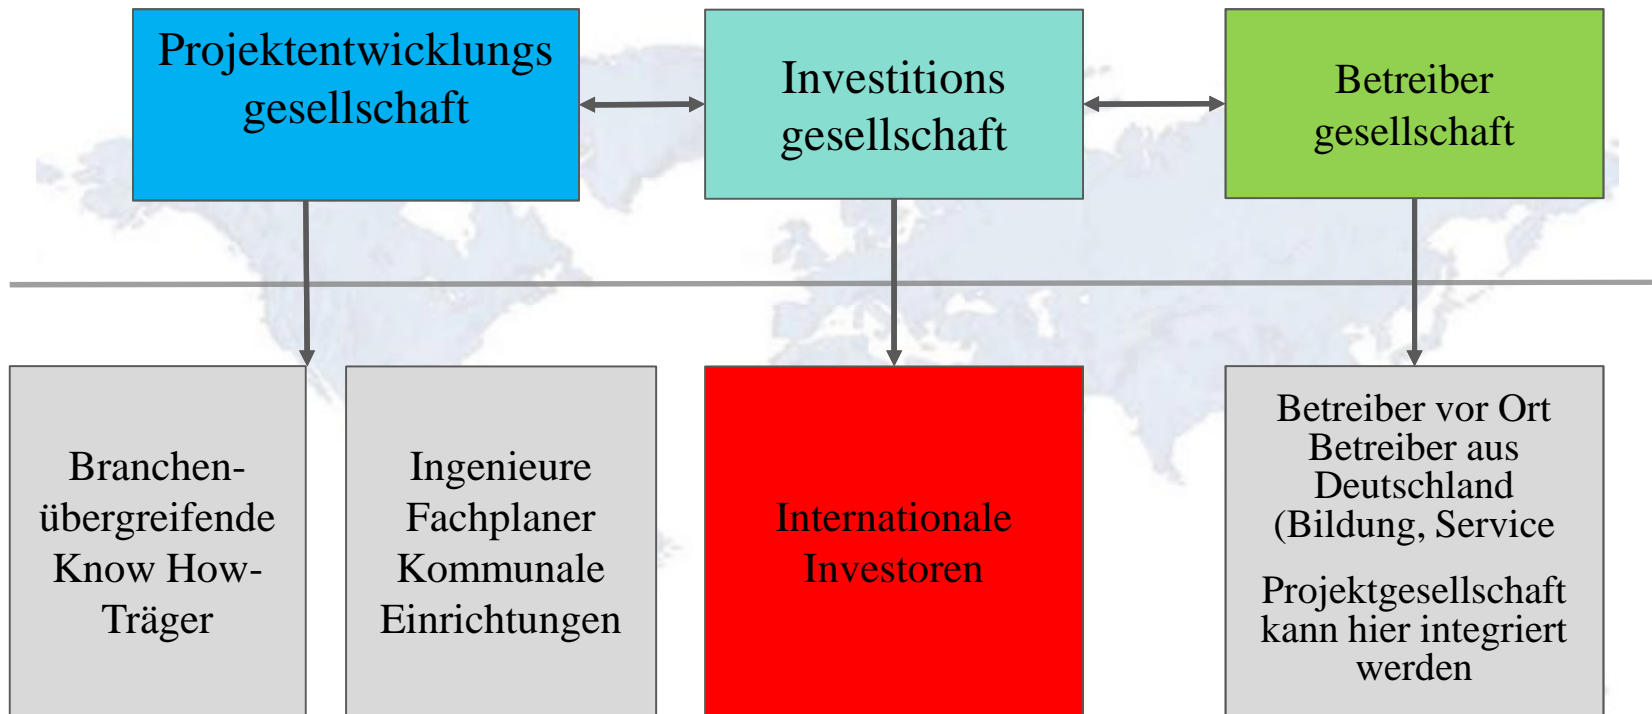 Projektentwicklungs
gesellschaft
Investitions
gesellschaft
Betreiber
gesellschaft
Branchen-
übergreifende
Know How-
Träger
Ingenieure
Fachplaner
Kommunale
Einrichtungen
Internationale
Investoren
Betreiber vor Ort
Betreiber aus
Deutschland
(Bildung, Service
Projektgesellschaft
kann hier integriert
werden